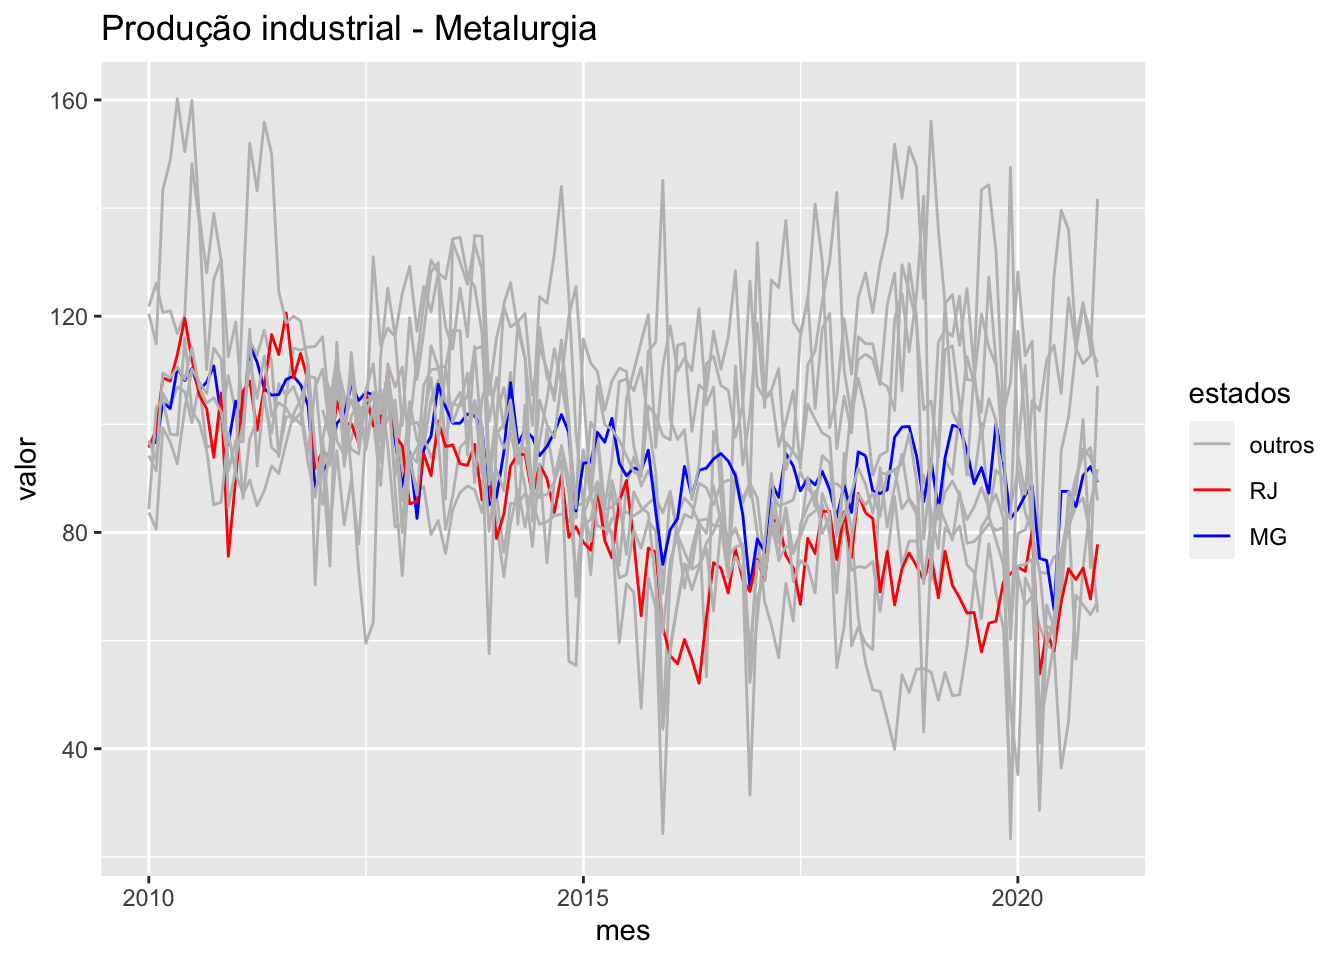 Produção industrial - Metalurgia
valor
160
120
80
40
2010
2015
2020
mes
estados
outros
RJ
MG